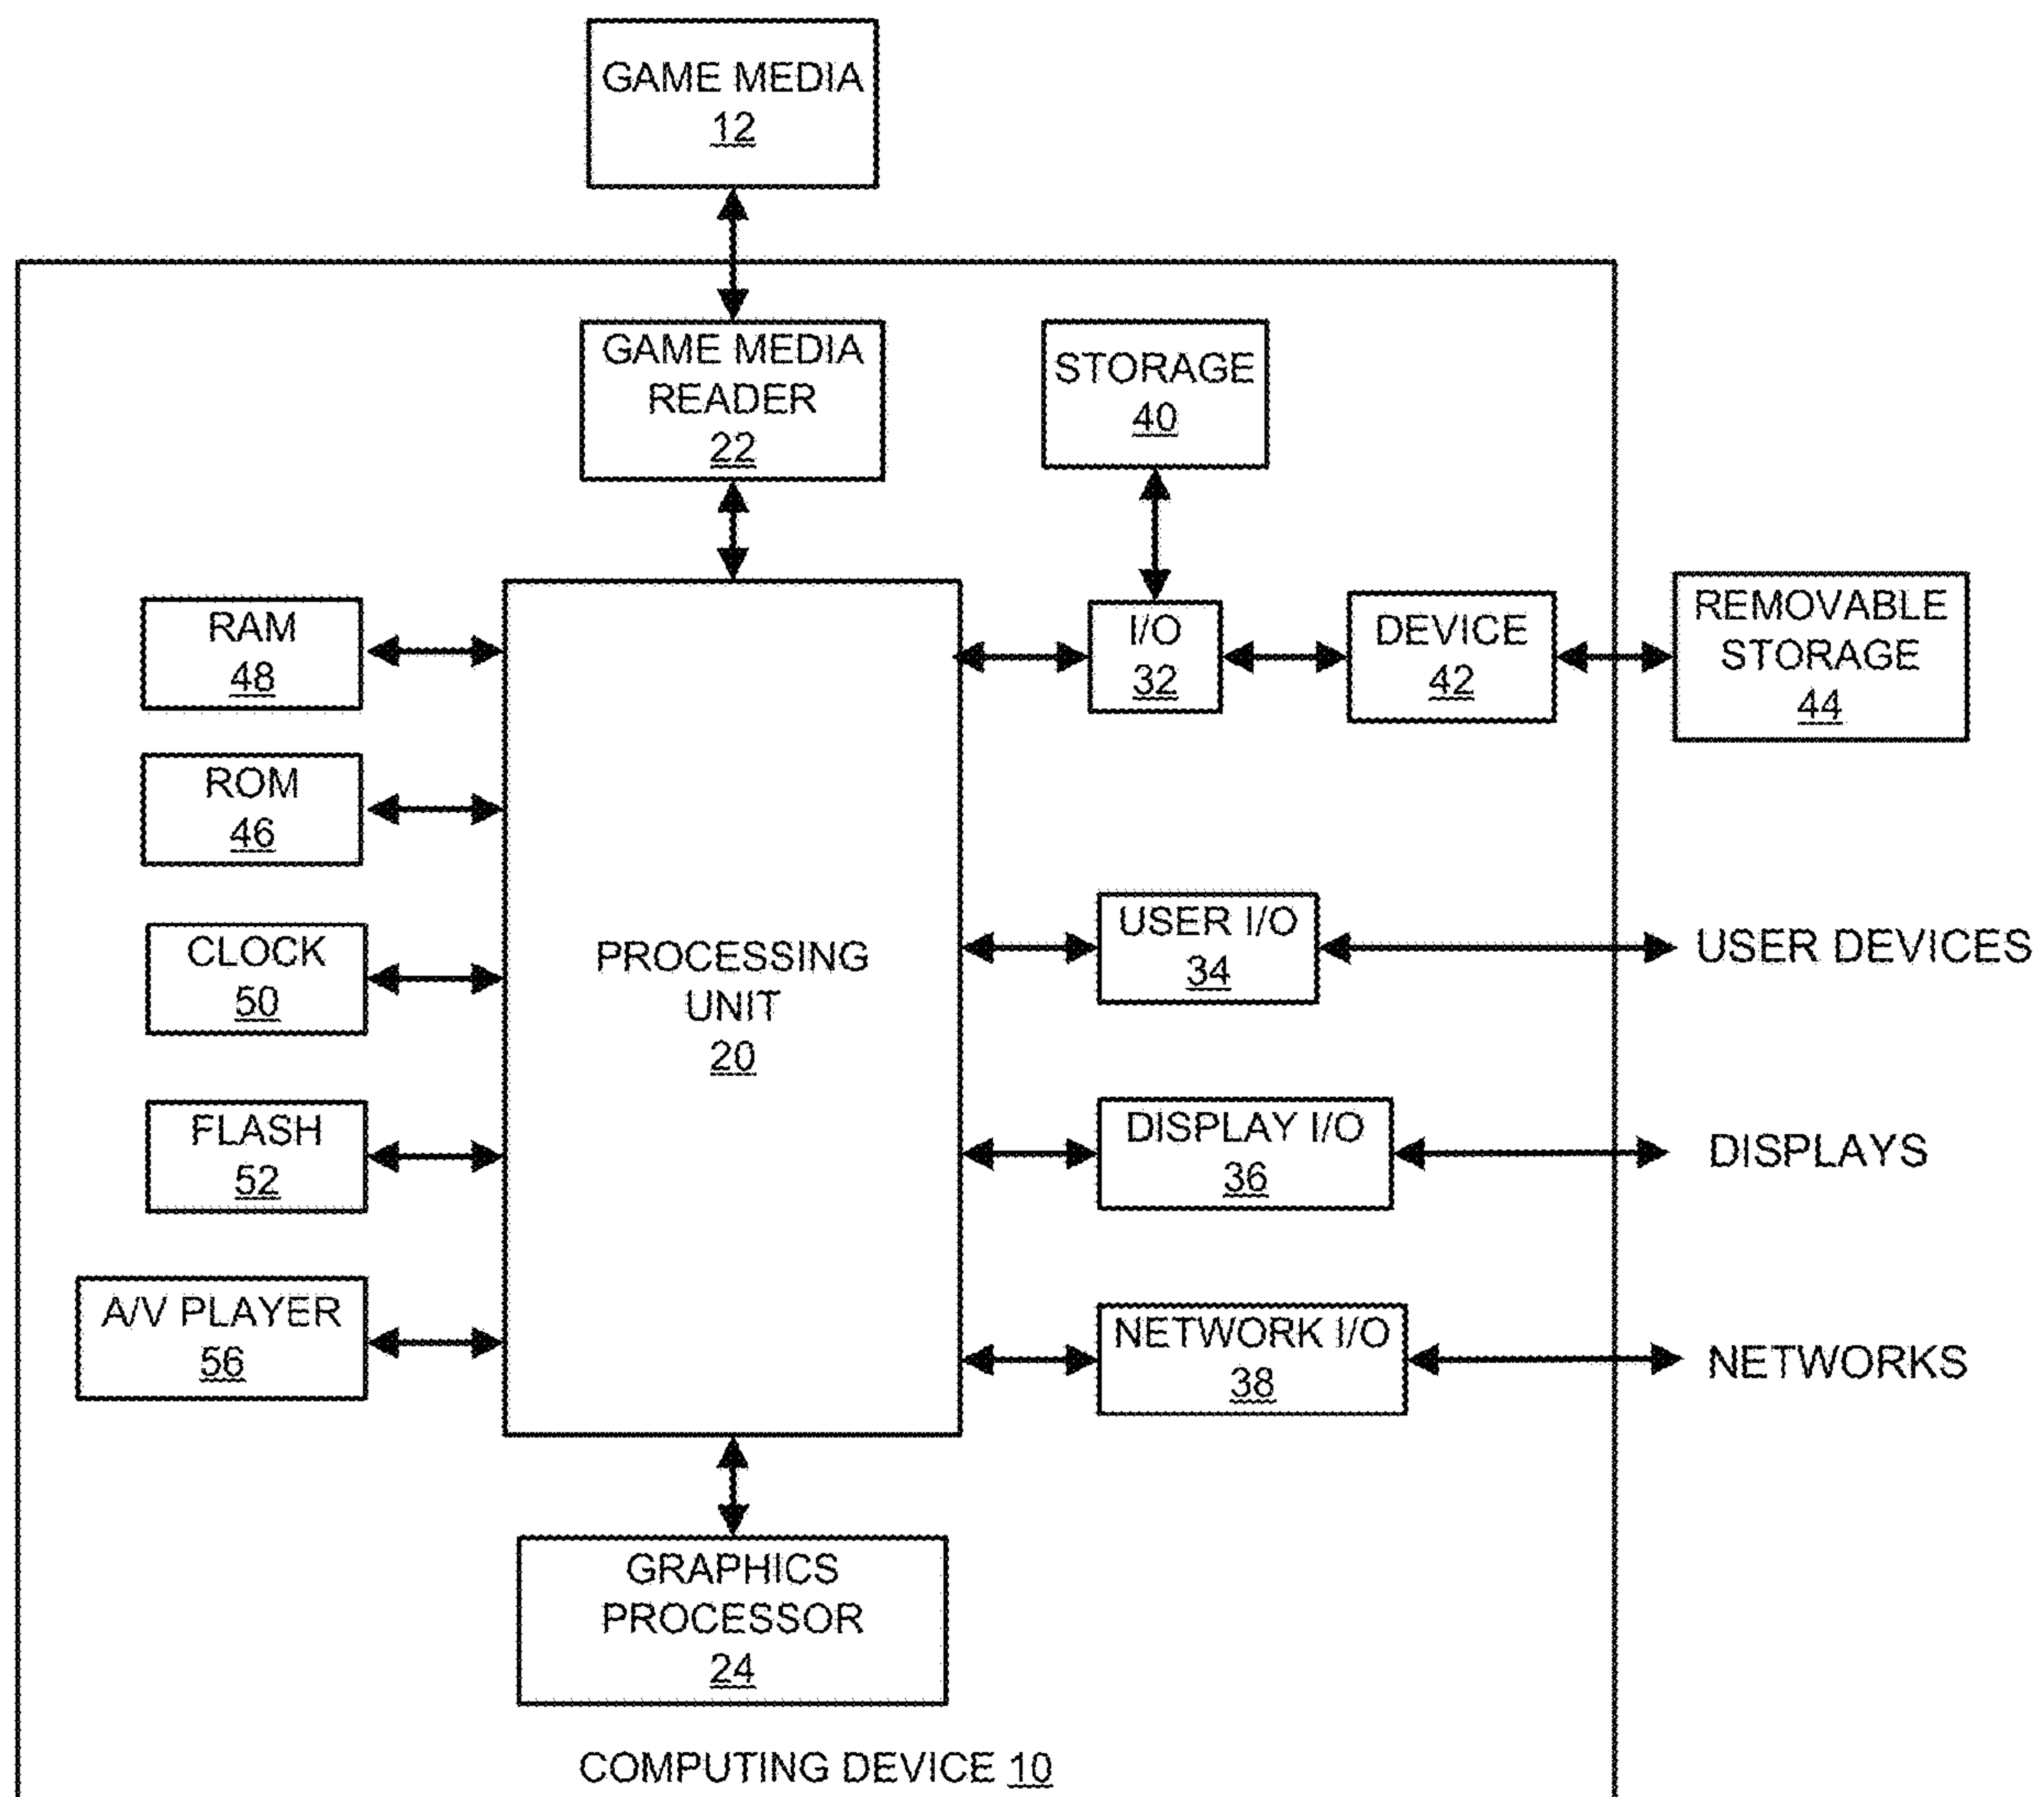 GAME MEDIA
12
GAME MEDIA
READER
22
STORAGE
40
RAM
48
I/O
32
DEVICE
42
REMOVABLE
STORAGE
44
ROM
46
PROCESSING
UNIT
20
USER I/O
34
USER DEVICES
CLOCK
50
DISPLAY I/O
36
DISPLAYS
FLASH
52
NETWORK I/O
38
NETWORKS
A/V PLAYER
56
GRAPHICS
PROCESSOR
24
COMPUTING DEVICE 10